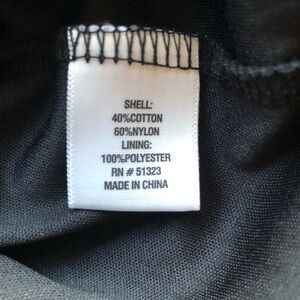 SHELL:
40%COTTON
60%NYLON
LINING:
100%POLYESTER
RN # 51323
MADE IN CHINA